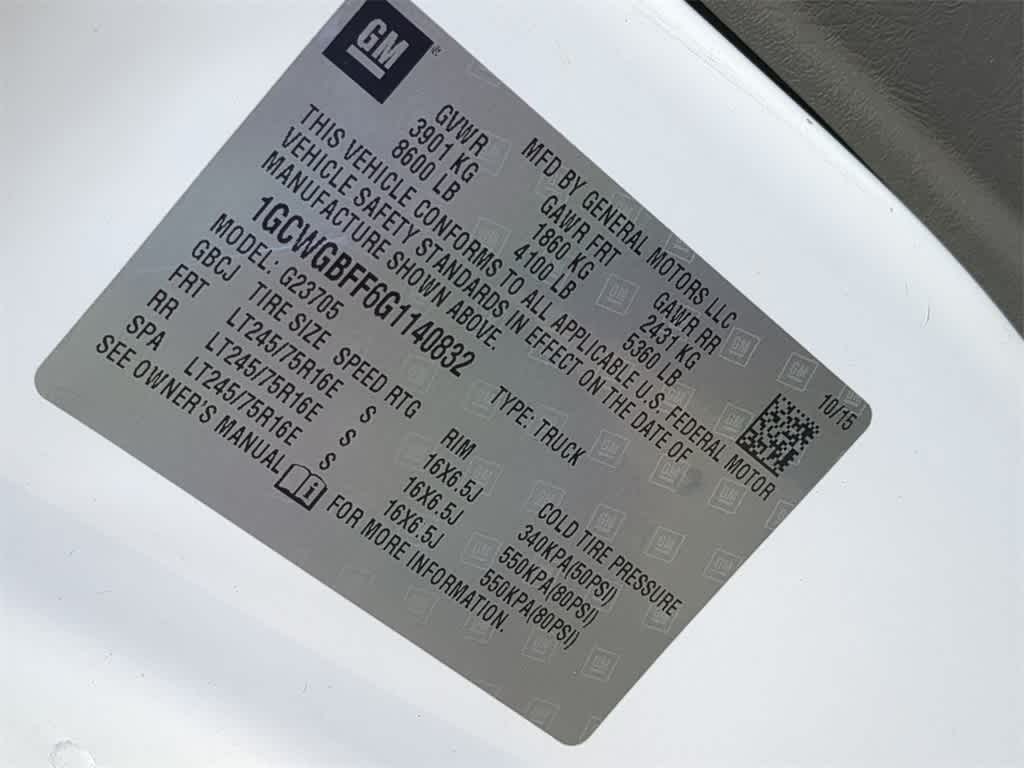 GM
MFD BY GENERAL MOTORS LLC 10/15
GVWR GAWR FRT GAWR RR
3901 KG 1860 KG 2431 KG
8600 LB 4100 LB 5360 LB
THIS VEHICLE CONFORMS TO ALL APPLICABLE U.S. FEDERAL MOTOR
VEHICLE SAFETY STANDARDS IN EFFECT ON THE DATE OF
MANUFACTURE SHOWN ABOVE.
1GCWGBFF6G1140832 TYPE: TRUCK
MODEL: G23705
GBCJ TIRE SIZE SPEED RTG RIM COLD TIRE PRESSURE
FRT LT245/75R16E S 16X6.5J 340KPA(50PSI)
RR LT245/75R16E S 16X6.5J 550KPA(80PSI)
SPA LT245/75R16E S 16X6.5J 550KPA(80PSI)
SEE OWNER'S MANUAL FOR MORE INFORMATION.